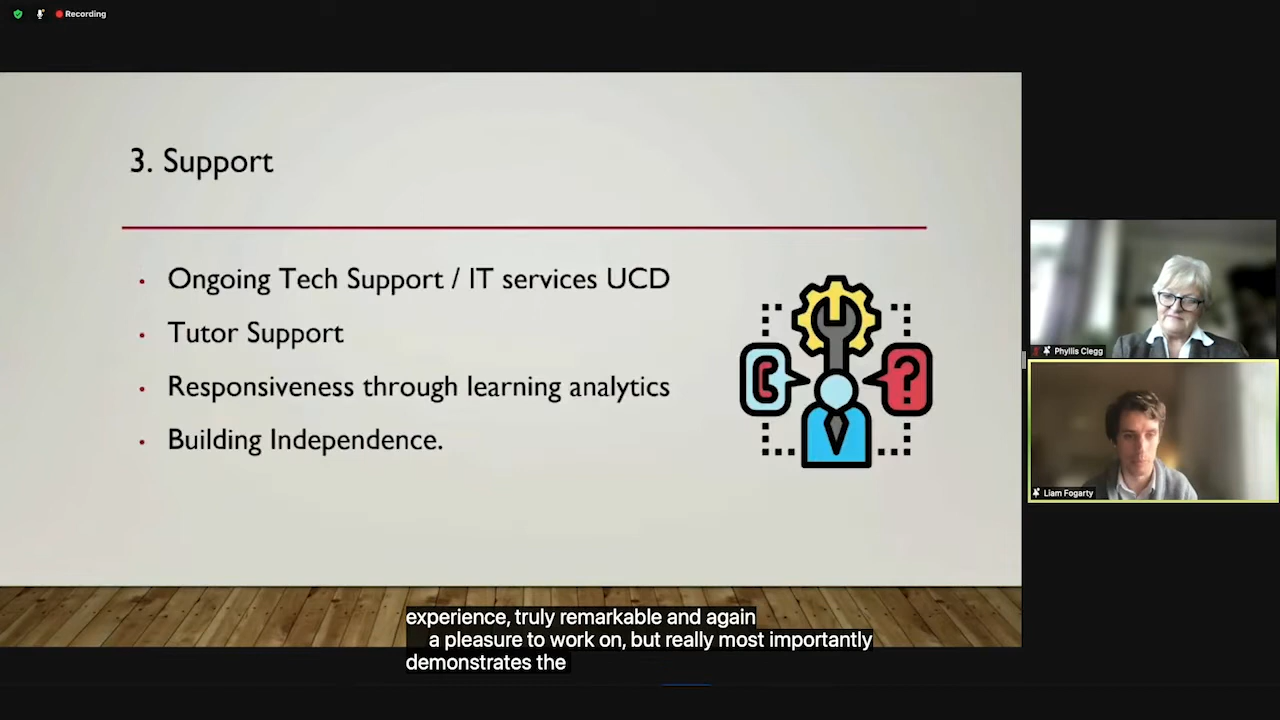 Recording
3. Support
Ongoing Tech Support / IT services UCD
Tutor Support
Responsiveness through learning analytics
Building Independence.
?
Phyllis Clegg
Liam Fogarty
experience, truly remarkable and again
a pleasure to work on, but really most importantly
demonstrates the